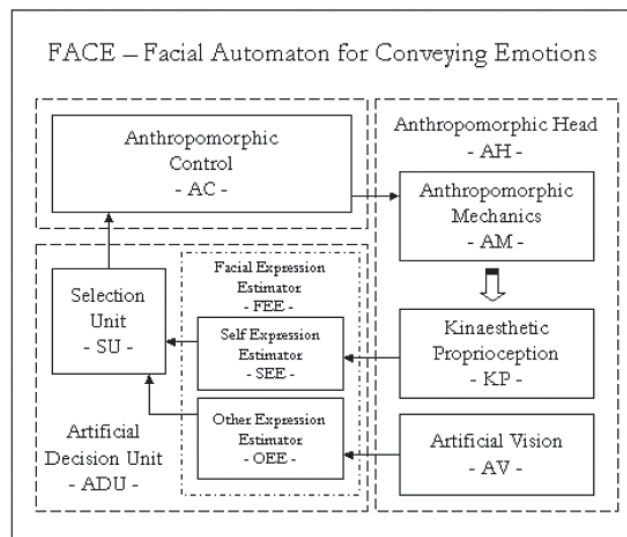 FACE – Facial Automaton for Conveying Emotions
Anthropomorphic
Control
- AC -
Anthropomorphic Head
- AH -
Anthropomorphic
Mechanics
- AM -
Facial Expression
Estimator
- FEE -
Selection
Unit
- SU -
Self Expression
Estimator
- SEE -
Kinaesthetic
Proprioception
- KP -
Other Expression
Estimator
- OEE -
Artificial
Decision Unit
- ADU -
Artificial Vision
- AV -